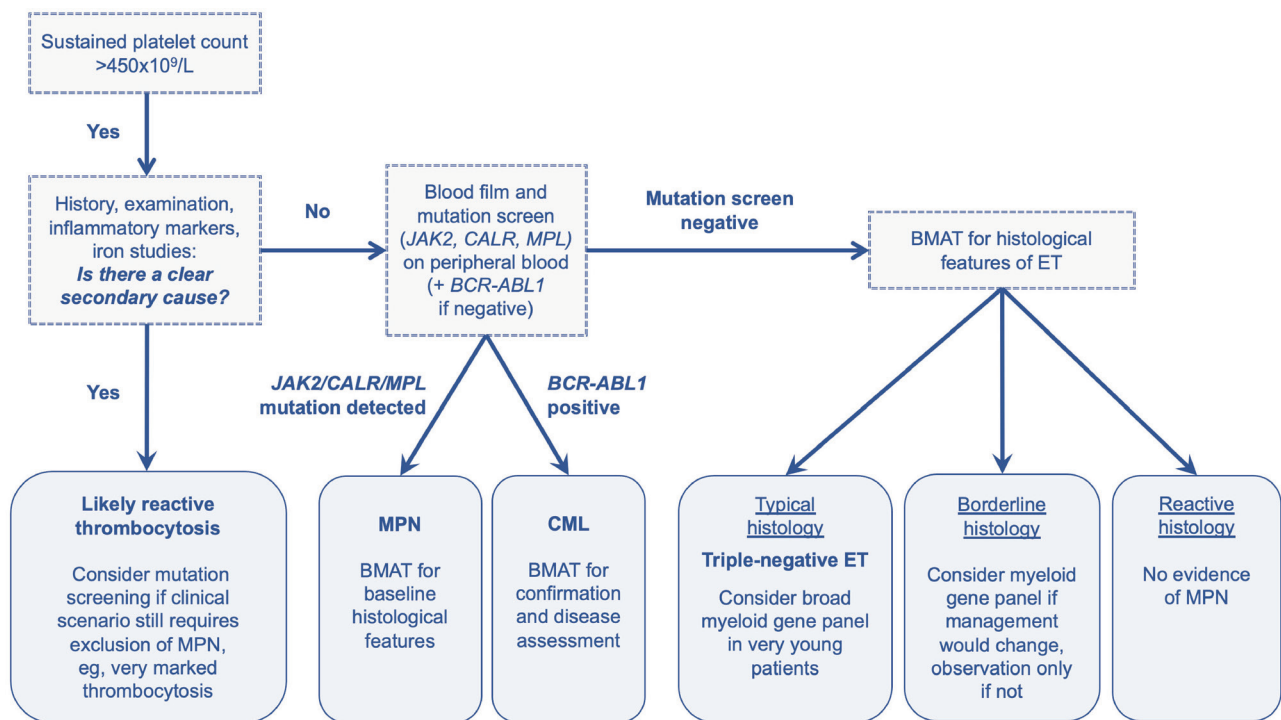 Sustained platelet count
>450x10⁹/L
Yes
History, examination,
inflammatory markers,
iron studies:
Is there a clear
secondary cause?
No
Blood film and
mutation screen
(JAK2, CALR, MPL)
on peripheral blood
(+ BCR-ABL1
if negative)
Mutation screen
negative
BMAT for histological
features of ET
Yes
JAK2/CALR/MPL
mutation detected
BCR-ABL1
positive
Likely reactive
thrombocytosis
Consider mutation
screening if clinical
scenario still requires
exclusion of MPN,
eg, very marked
thrombocytosis
MPN
BMAT for
baseline
histological
features
CML
BMAT for
confirmation
and disease
assessment
Typical
histology
Triple-negative ET
Consider broad
myeloid gene panel
in very young
patients
Borderline
histology
Consider myeloid
gene panel if
management
would change,
observation only
if not
Reactive
histology
No evidence
of MPN